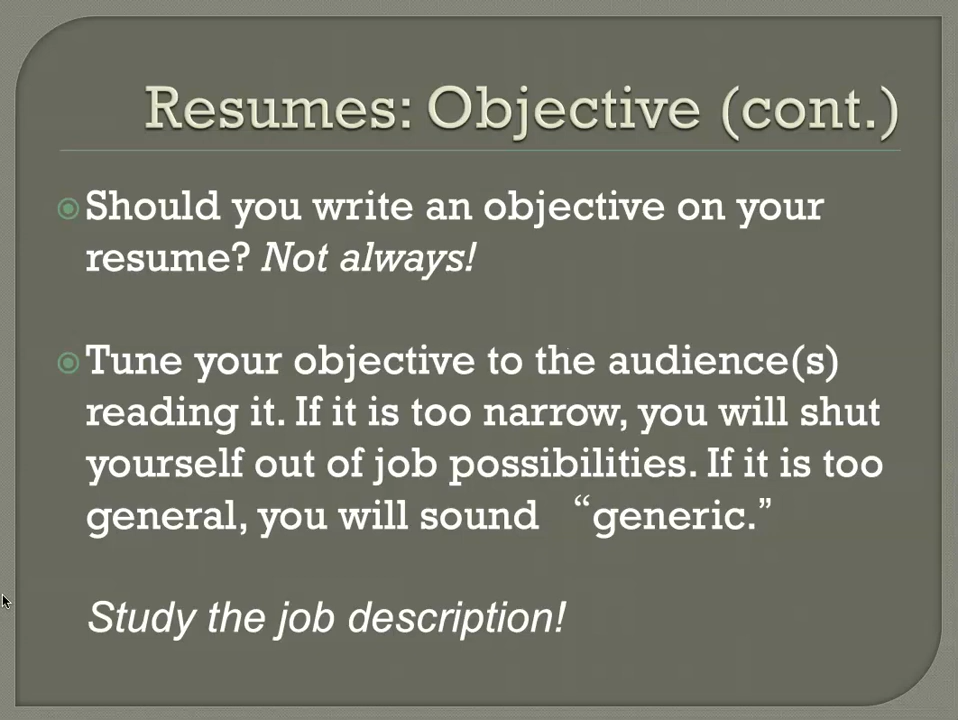 Resumes: Objective (cont.)
Should you write an objective on your
resume? Not always!
Tune your objective to the audience(s)
reading it. If it is too narrow, you will shut
yourself out of job possibilities. If it is too
general, you will sound “generic.”
Study the job description!